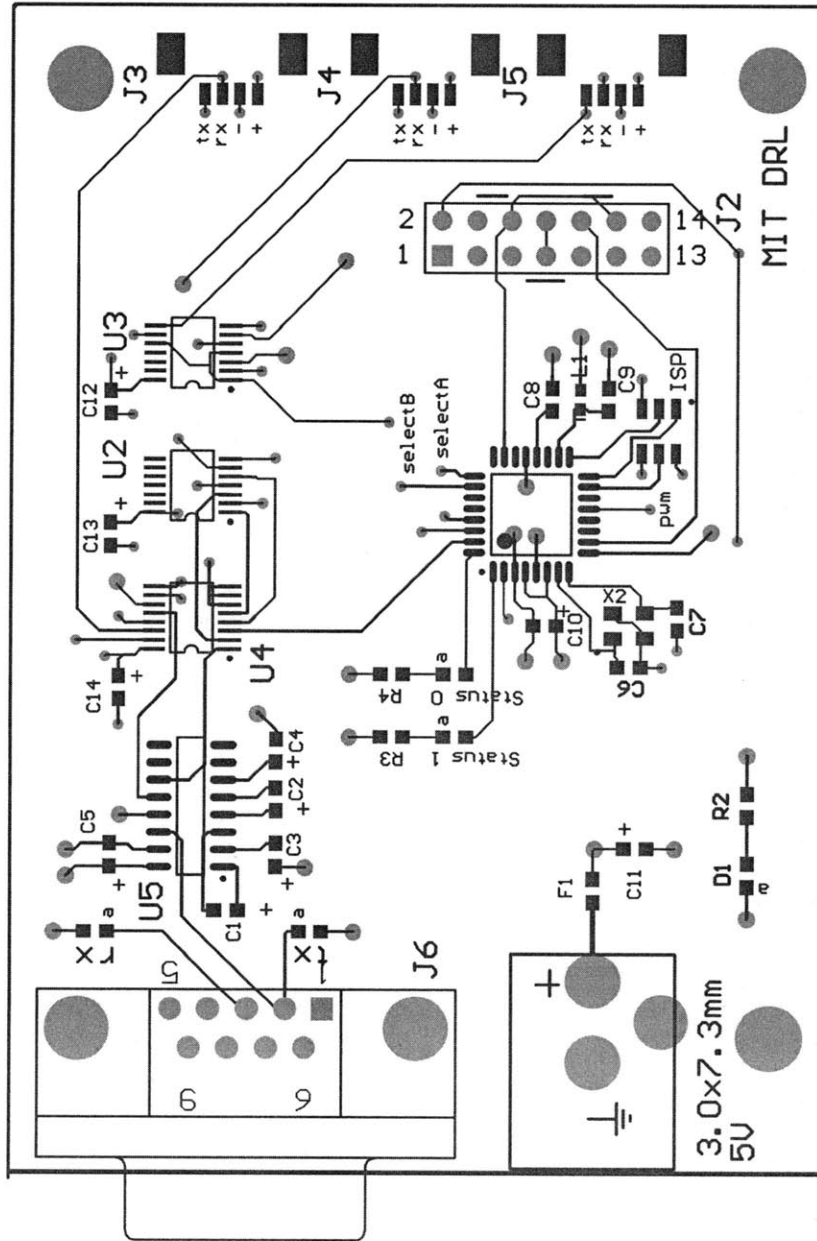 J3
J4
J5
tx
rx
-
+
tx
rx
-
+
tx
rx
-
+
2
14
J2
1
13
MIT DRL
U3
C12
+
U2
C13
+
selectB
selectA
C8
L1
C9
ISP
pwm
U4
C14
+
C10
+
X2
C7
C6
R4
a
Status 0
R3
a
Status 1
C4
+
C2
+
C3
+
C5
+
U5
C1
+
rx
a
tx
a
1
5
9
6
J6
F1
C11
+
R2
D1
a
+
3.0x7.3mm
5V